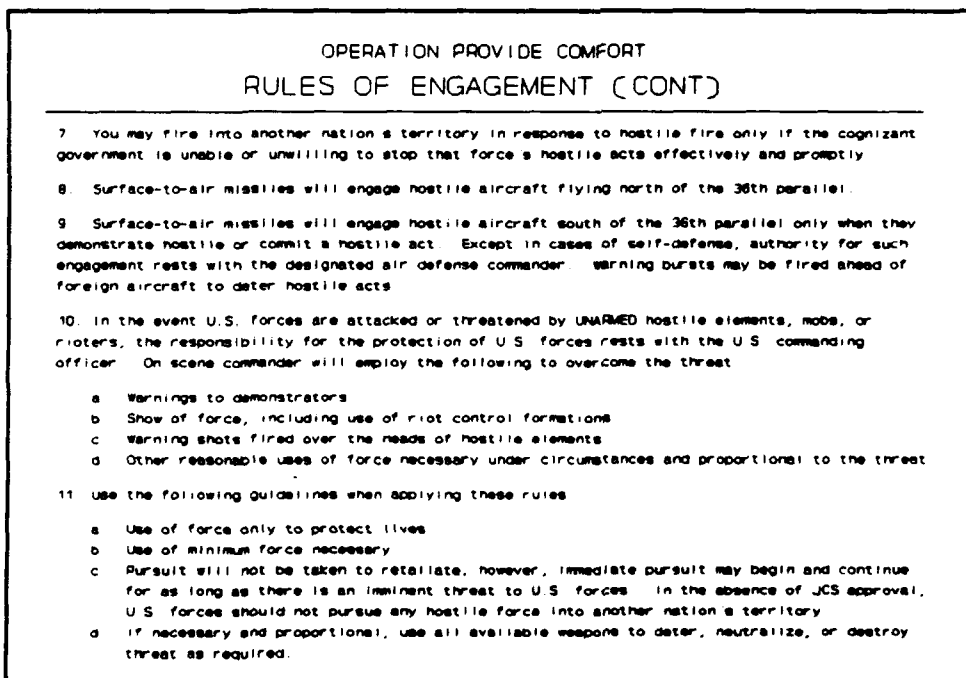 OPERATION PROVIDE COMFORT
RULES OF ENGAGEMENT (CONT)
7 You may fire into another nation s territory in response to hostile fire only if the cognizant
government is unable or unwilling to stop that force s hostile acts effectively and promptly
8. Surface-to-air missiles will engage hostile aircraft flying north of the 36th parallel.
9 Surface-to-air missiles will engage hostile aircraft south of the 36th parallel only when they
demonstrate hostile or commit a hostile act. Except in cases of self-defense, authority for such
engagement rests with the designated air defense commander. Warning bursts may be fired ahead of
foreign aircraft to deter hostile acts
10. In the event U.S. forces are attacked or threatened by UNARMED hostile elements, mobs, or
rioters, the responsibility for the protection of U S forces rests with the U S commanding
officer On scene commander will employ the following to overcome the threat
a Warnings to demonstrators
b Show of force, including use of riot control formations
c Warning shots fired over the heads of hostile elements
d Other reasonable uses of force necessary under circumstances and proportional to the threat
11 Use the following guidelines when applying these rules
a Use of force only to protect lives
b Use of minimum force necessary
c Pursuit will not be taken to retaliate, however, immediate pursuit may begin and continue
for as long as there is an imminent threat to U.S forces In the absence of JCS approval,
U S forces should not pursue any hostile force into another nation s territory
d If necessary and proportional, use all available weapons to deter, neutralize, or destroy
threat as required.